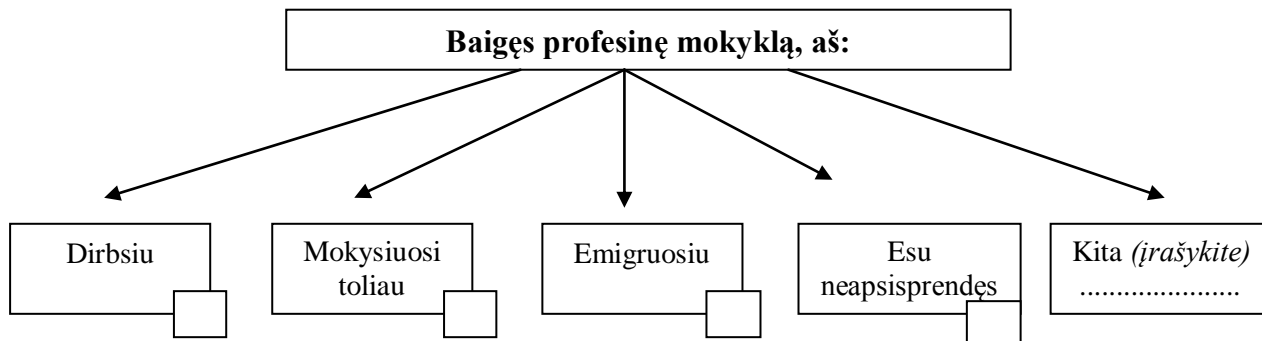 Baigęs profesinę mokyklą, aš:
Dirbsiu
Mokysiuosi
toliau
Emigruosiu
Esu
neapsisprendęs
Kita (įrašykite)
......................